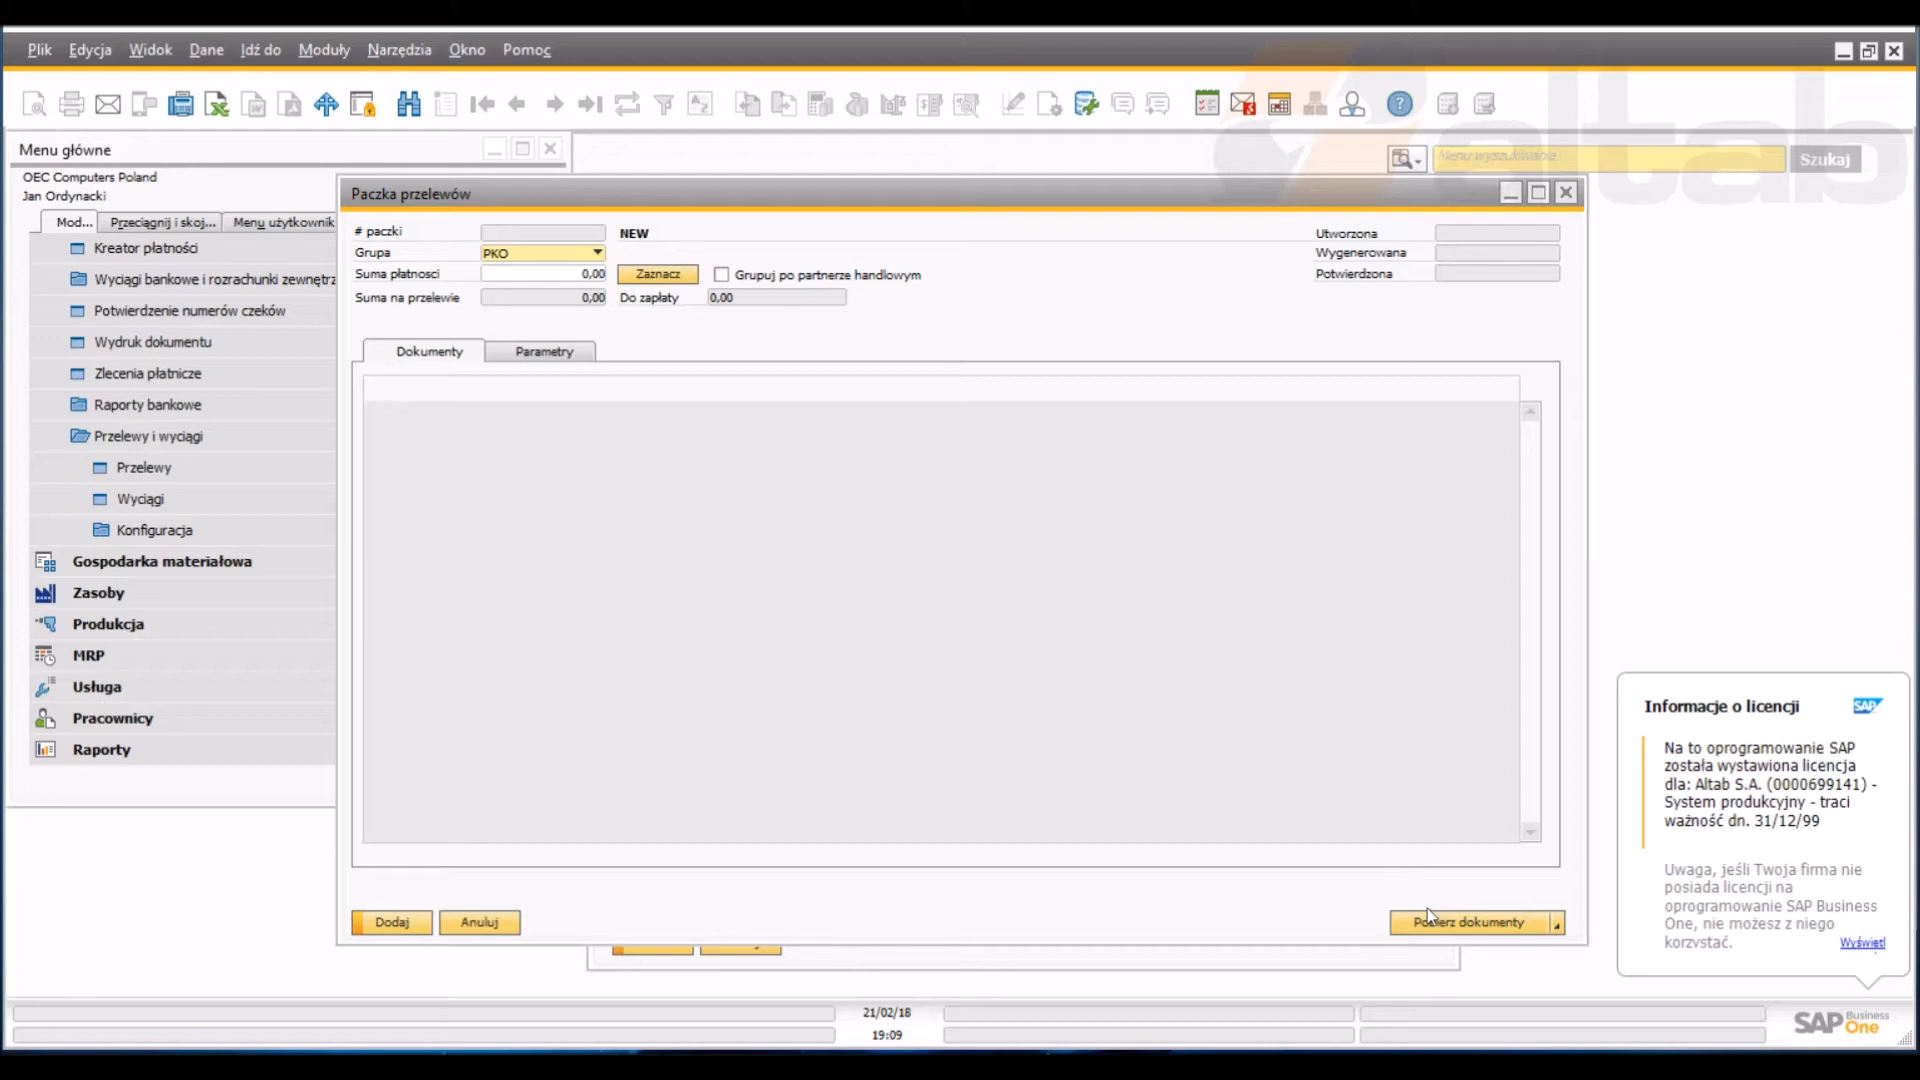 altab
Plik Edycja Widok Dane Idź do Moduły Narzędzia Okno Pomoc
Menu główne
OEC Computers Poland
Jan Ordynacki
Mod... Przeciągnij i skoj... Menu użytkownik
Kreator płatności
Wyciągi bankowe i rozrachunki zewnętrz
Potwierdzenie numerów czeków
Wydruk dokumentu
Zlecenia płatnicze
Raporty bankowe
Przelewy i wyciągi
Przelewy
Wyciągi
Konfiguracja
Gospodarka materiałowa
Zasoby
Produkcja
MRP
Usługa
Pracownicy
Raporty
Menu wyszukiwania Szukaj
Paczka przelewów
# paczki NEW Utworzona
Grupa PKO Wygenerowana
Suma płatnosci 0,00 Zaznacz Grupuj po partnerze handlowym Potwierdzona
Suma na przelewie 0,00 Do zapłaty 0,00
Dokumenty Parametry
Dodaj Anuluj Pobierz dokumenty
Informacje o licencji SAP
Na to oprogramowanie SAP
została wystawiona licencja
dla: Altab S.A. (0000699141) -
System produkcyjny - traci
ważność dn. 31/12/99
Uwaga, jeśli Twoja firma nie
posiada licencji na
oprogramowanie SAP Business
One, nie możesz z niego
korzystać. Wyświetl
21/02/18
19:09
SAP Business One